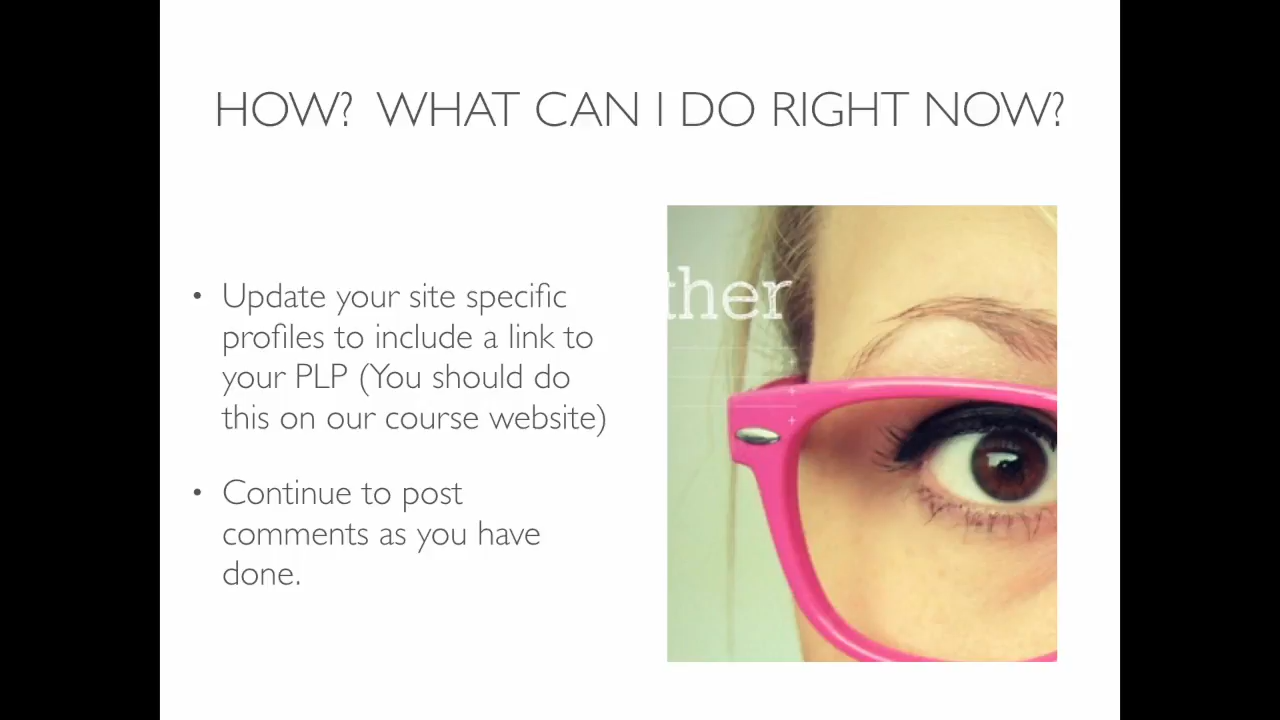 HOW? WHAT CAN I DO RIGHT NOW?
• Update your site specific
profiles to include a link to
your PLP (You should do
this on our course website)
• Continue to post
comments as you have
done.
ther